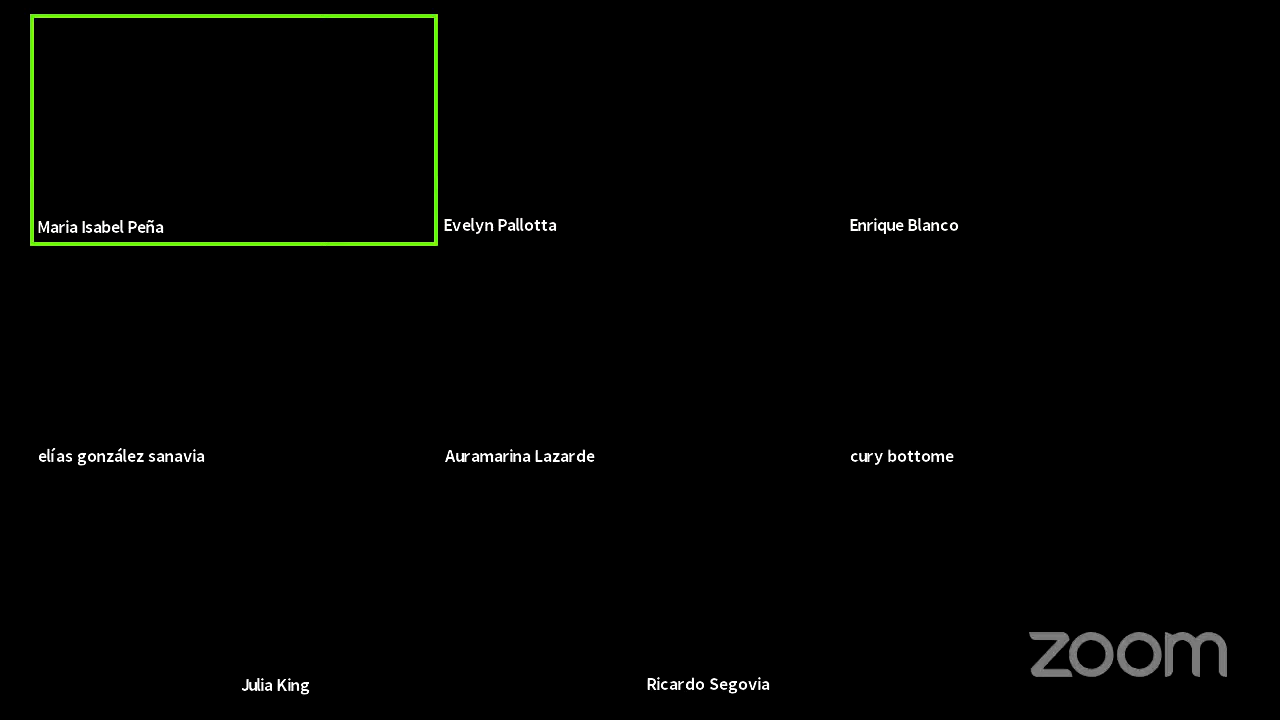 Maria Isabel Peña
Evelyn Pallotta
Enrique Blanco
elías gonzález sanavia
Auramarina Lazarde
cury bottome
Julia King
Ricardo Segovia
zoom